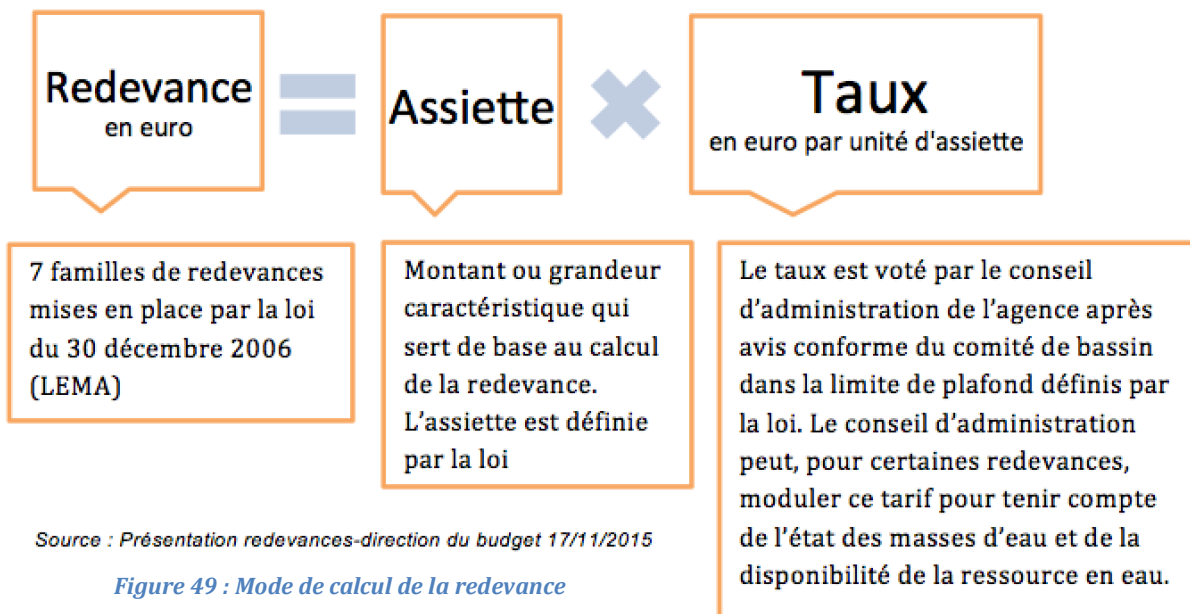 Redevance
en euro
Assiette
Taux
en euro par unité d'assiette
7 familles de redevances
mises en place par la loi
du 30 décembre 2006
(LEMA)
Montant ou grandeur
caractéristique qui
sert de base au calcul
de la redevance.
L'assiette est définie
par la loi
Le taux est voté par le conseil
d'administration de l'agence après
avis conforme du comité de bassin
dans la limite de plafond définis par
la loi. Le conseil d'administration
peut, pour certaines redevances,
moduler ce tarif pour tenir compte
de l'état des masses d'eau et de la
disponibilité de la ressource en eau.
Source : Présentation redevances-direction du budget 17/11/2015
Figure 49 : Mode de calcul de la redevance